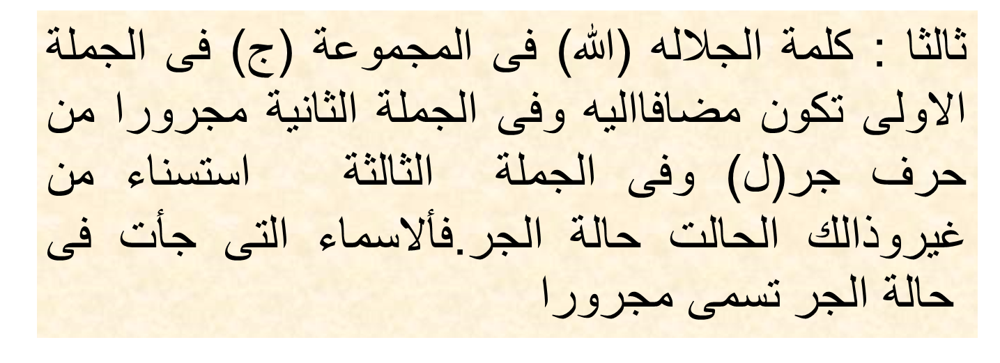 ثالثا : كلمة الجلاله (الله) فى المجموعة (ج) فى الجملة
الاولى تكون مضافااليه وفى الجملة الثانية مجرورا من
حرف جر(ل) وفى الجملة الثالثة استسناء من
غيروذالك الحالت حالة الجر.فألاسماء التى جأت فى
حالة الجر تسمى مجرورا